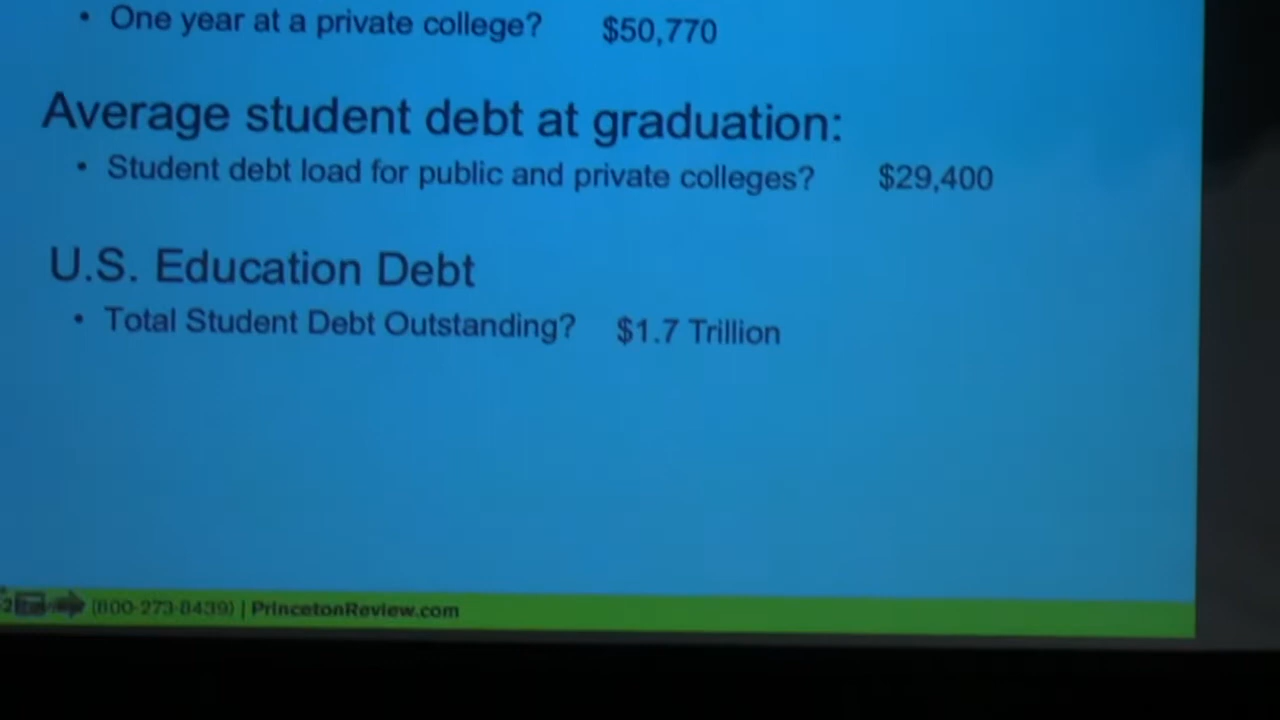 • One year at a private college? $50,770
Average student debt at graduation:
• Student debt load for public and private colleges? $29,400
U.S. Education Debt
• Total Student Debt Outstanding? $1.7 Trillion
(800-273-8439) | PrincetonReview.com